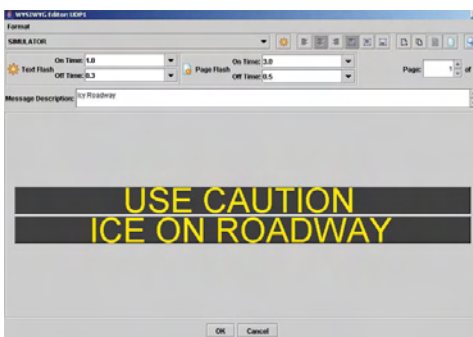 WYSIWYG Editor: UDP1
Format
SIMULATOR
Text Flash On Time: 1.0 Page Flash On Time: 3.0 Page: 1 of
Off Time: 0.3 Off Time: 0.5
Message Description: Icy Roadway
USE CAUTION
ICE ON ROADWAY
OK Cancel